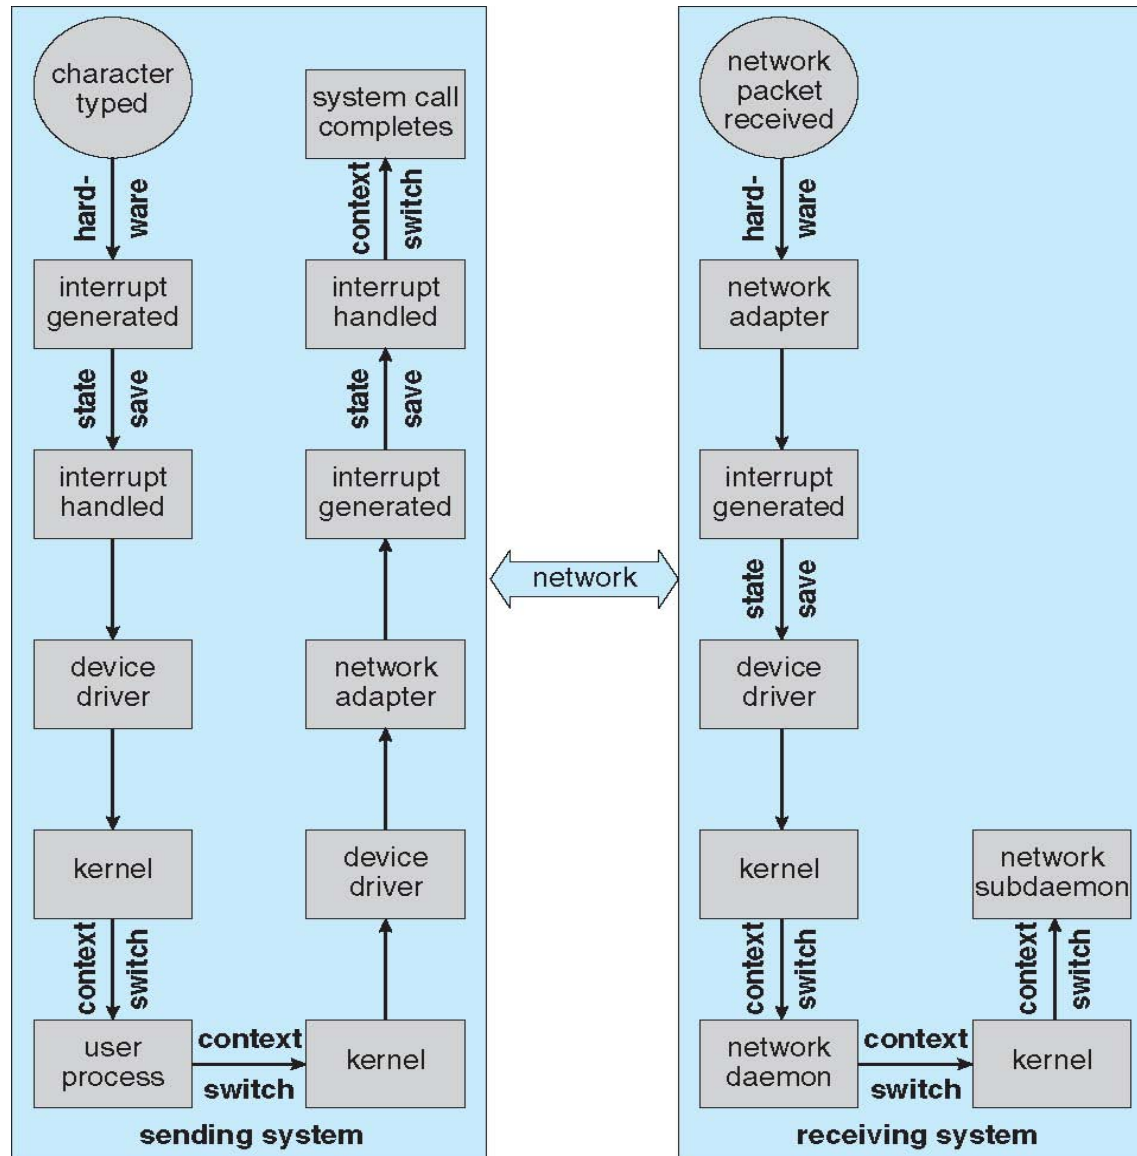 character
typed
hard-
ware
interrupt
generated
state
save
interrupt
handled
device
driver
kernel
context
switch
user
process
context
switch
kernel
device
driver
network
adapter
interrupt
generated
state
save
interrupt
handled
context
switch
system call
completes
sending system
network
network
packet
received
hard-
ware
network
adapter
interrupt
generated
state
save
device
driver
kernel
context
switch
network
daemon
context
switch
kernel
context
switch
network
subdaemon
receiving system